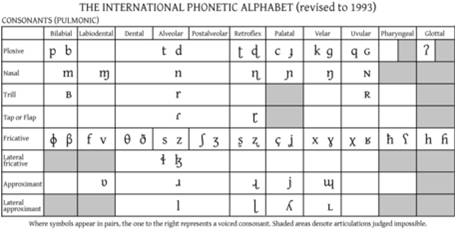 THE INTERNATIONAL PHONETIC ALPHABET (revised to 1993)
CONSONANTS (PULMONIC)
Bilabial Labiodental Dental Alveolar Postalveolar Retroflex Palatal Velar Uvular Pharyngeal Glottal
Plosive p b t d ʈ ɖ c ɟ k ɡ q ɢ ʔ
Nasal m ɱ n ɳ ɲ ŋ ɴ
Trill ʙ r ʀ
Tap or Flap ɾ ɽ
Fricative ɸ β f v θ ð s z ʃ ʒ ʂ ʐ ç ʝ x ɣ χ ʁ ħ ʕ h ɦ
Lateral
fricative ɬ ɮ
Approximant ʋ ɹ ɻ j ɰ
Lateral
approximant l ɭ ʎ ʟ
Where symbols appear in pairs, the one to the right represents a voiced consonant. Shaded areas denote articulations judged impossible.